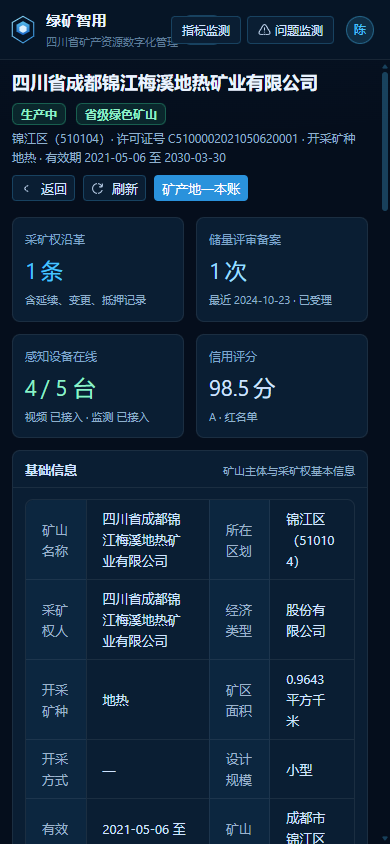 绿矿智用
四川省矿产资源数字化管理
指标监测
问题监测
陈
四川省成都锦江梅溪地热矿业有限公司
生产中
省级绿色矿山
锦江区（510104）· 许可证号 C5100002021050620001 · 开采矿种
地热 · 有效期 2021-05-06 至 2030-03-30
返回
刷新
矿产地一本账
采矿权沿革
1 条
含延续、变更、抵押记录
储量评审备案
1 次
最近 2024-10-23 · 已受理
感知设备在线
4 / 5 台
视频 已接入 · 监测 已接入
信用评分
98.5 分
A · 红名单
基础信息
矿山主体与采矿权基本信息
矿山
名称
四川省成都锦
江梅溪地热矿
业有限公司
所在
区划
锦江区
（51010
4）
采矿
权人
四川省成都锦
江梅溪地热矿
业有限公司
经济
类型
股份有
限公司
开采
矿种
地热
矿区
面积
0.9643
平方千
米
开采
方式
—
设计
规模
小型
有效
2021-05-06 至
矿山
成都市
锦江区